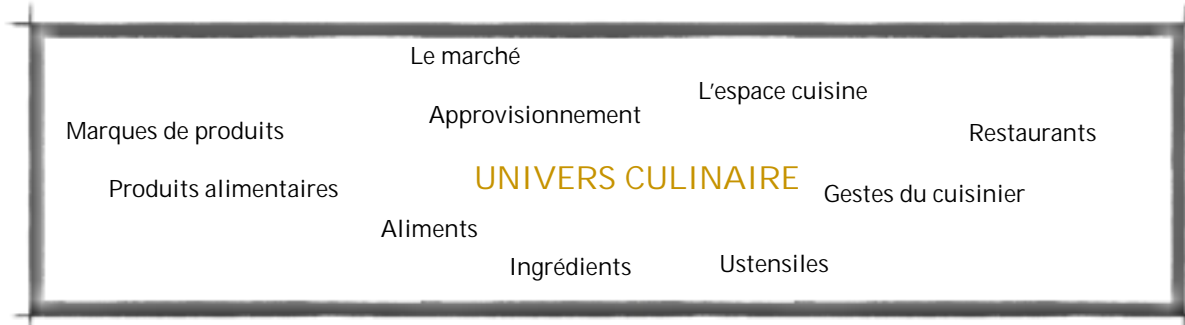 Le marché
L'espace cuisine
Approvisionnement
Marques de produits
Restaurants
UNIVERS CULINAIRE
Produits alimentaires
Gestes du cuisinier
Aliments
Ingrédients
Ustensiles